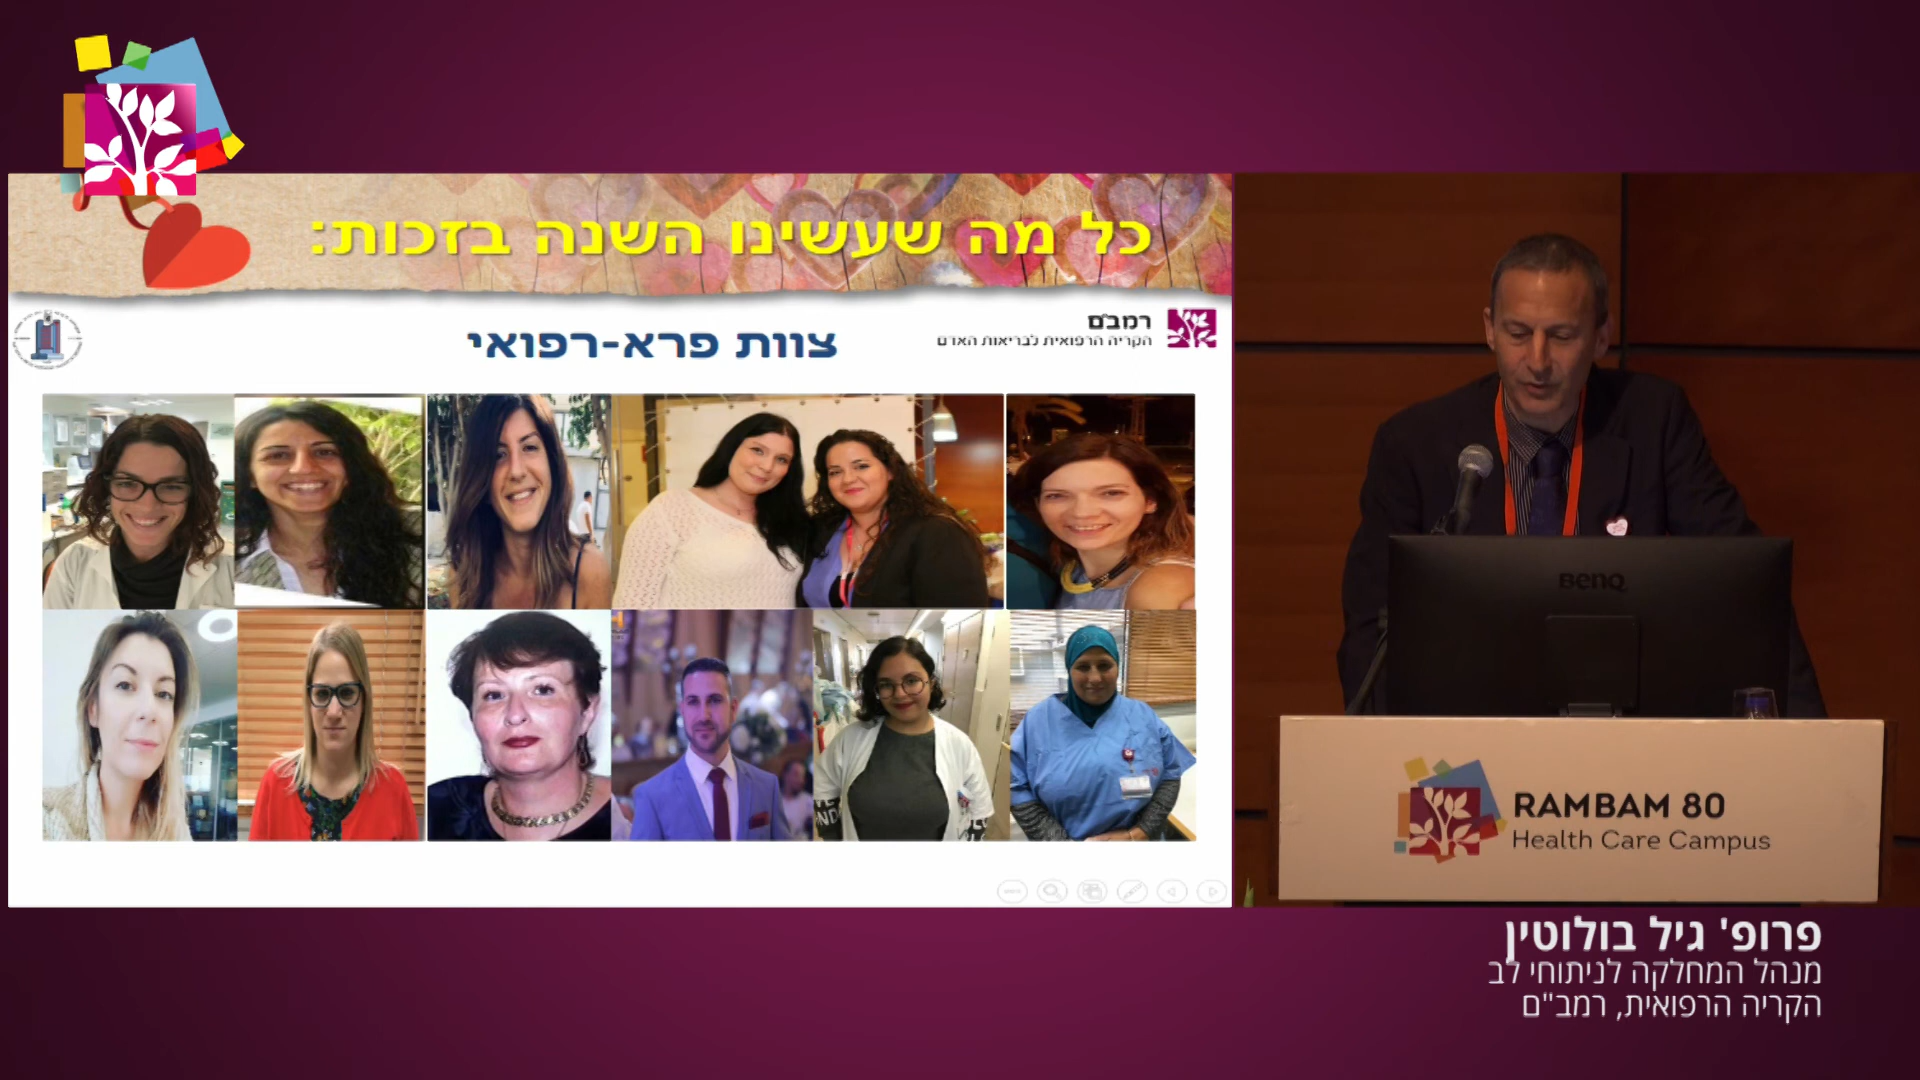 כל מה שעשינו השנה בזכות:
רמב"ם
הקריה הרפואית לבריאות האדם
צוות פרא-רפואי
BenQ
RAMBAM 80
Health Care Campus
פרופ' גיל בולוטין
מנהל המחלקה לניתוחי לב
הקריה הרפואית, רמב"ם